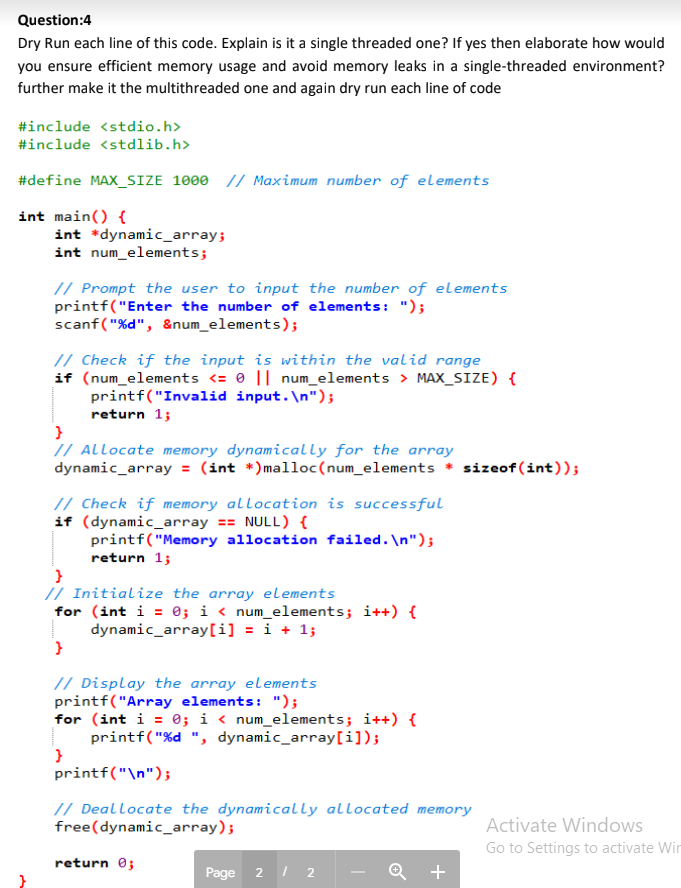 Question:4
Dry Run each line of this code. Explain is it a single threaded one? If yes then elaborate how would
you ensure efficient memory usage and avoid memory leaks in a single-threaded environment?
further make it the multithreaded one and again dry run each line of code
#include <stdio.h>
#include <stdlib.h>
#define MAX_SIZE 1000  // Maximum number of elements
int main() {
    int *dynamic_array;
    int num_elements;
    // Prompt the user to input the number of elements
    printf("Enter the number of elements: ");
    scanf("%d", &num_elements);
    // Check if the input is within the valid range
    if (num_elements <= 0 || num_elements > MAX_SIZE) {
        printf("Invalid input.\n");
        return 1;
    }
    // Allocate memory dynamically for the array
    dynamic_array = (int *)malloc(num_elements * sizeof(int));
    // Check if memory allocation is successful
    if (dynamic_array == NULL) {
        printf("Memory allocation failed.\n");
        return 1;
    }
   // Initialize the array elements
    for (int i = 0; i < num_elements; i++) {
        dynamic_array[i] = i + 1;
    }
    // Display the array elements
    printf("Array elements: ");
    for (int i = 0; i < num_elements; i++) {
        printf("%d ", dynamic_array[i]);
    }
    printf("\n");
    // Deallocate the dynamically allocated memory
    free(dynamic_array);
    return 0;
}
Activate Windows
Go to Settings to activate Wir
Page 2 / 2 — +